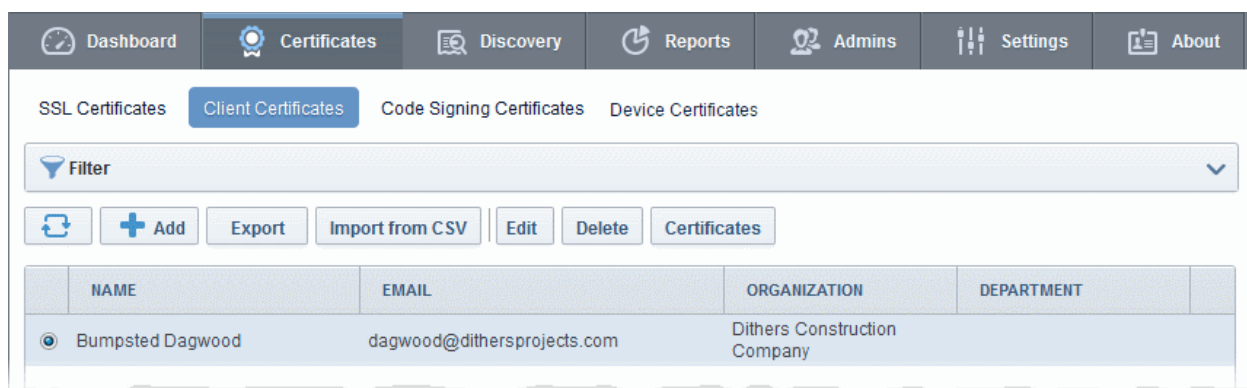 Dashboard Certificates Discovery Reports Admins Settings About
SSL Certificates Client Certificates Code Signing Certificates Device Certificates
Filter
Add Export Import from CSV Edit Delete Certificates
NAME EMAIL ORGANIZATION DEPARTMENT
Bumpsted Dagwood dagwood@dithersprojects.com Dithers Construction
Company